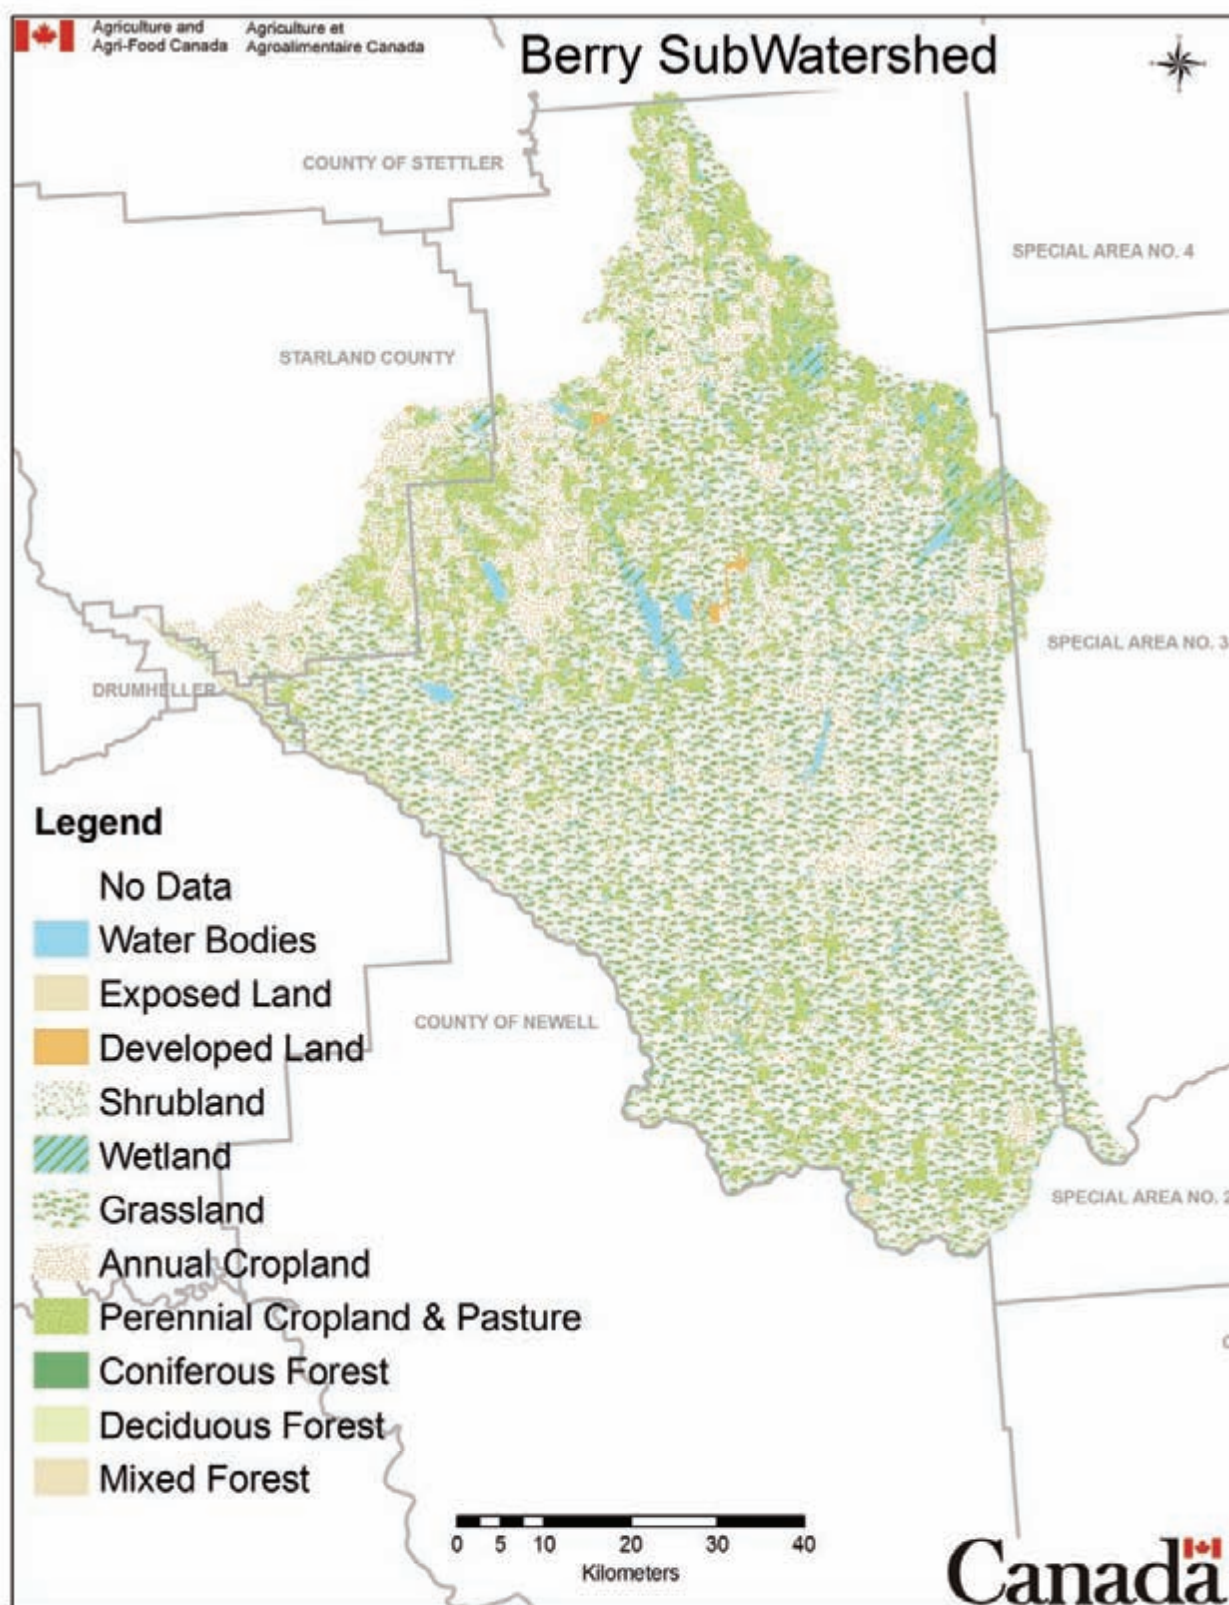 Agriculture and
Agri-Food Canada
Agriculture et
Agroalimentaire Canada
Berry SubWatershed
COUNTY OF STETTLER
SPECIAL AREA NO. 4
STARLAND COUNTY
SPECIAL AREA NO. 3
DRUMHELLER
COUNTY OF NEWELL
SPECIAL AREA NO. 2
Legend
No Data
Water Bodies
Exposed Land
Developed Land
Shrubland
Wetland
Grassland
Annual Cropland
Perennial Cropland & Pasture
Coniferous Forest
Deciduous Forest
Mixed Forest
0 5 10 20 30 40
Kilometers
Canada